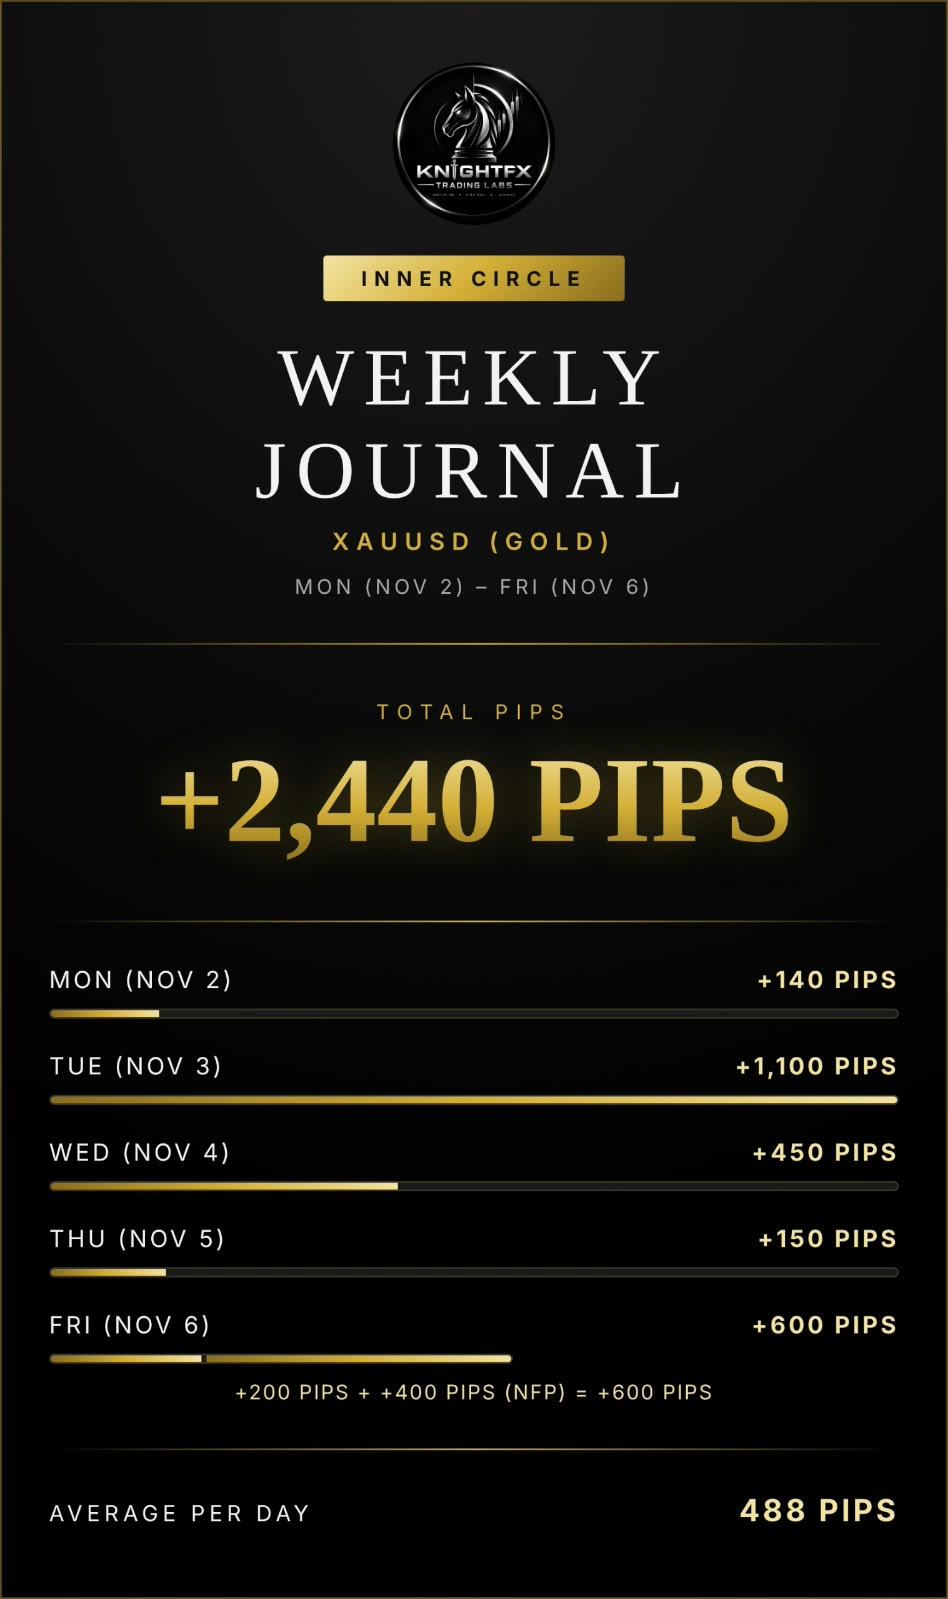 KNIGHTFX
TRADING LABS
INNER CIRCLE
WEEKLY
JOURNAL
XAUUSD (GOLD)
MON (NOV 2) – FRI (NOV 6)
TOTAL PIPS
+2,440 PIPS
MON (NOV 2) +140 PIPS
TUE (NOV 3) +1,100 PIPS
WED (NOV 4) +450 PIPS
THU (NOV 5) +150 PIPS
FRI (NOV 6) +600 PIPS
+200 PIPS + +400 PIPS (NFP) = +600 PIPS
AVERAGE PER DAY 488 PIPS